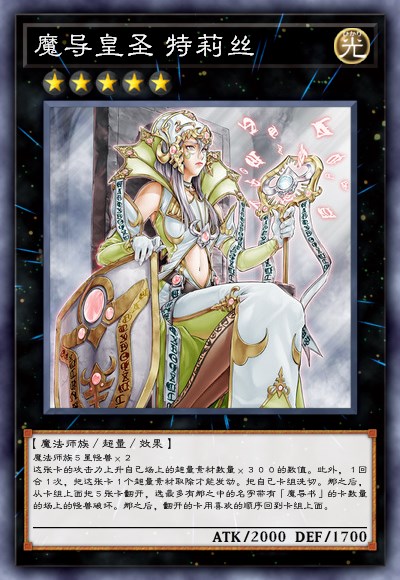 魔导皇圣 特莉丝
ひかり
光
【魔法师族／超量／效果】
魔法师族5星怪兽×2
这张卡的攻击力上升自己场上的超量素材数量×300的数值。此外，1回
合1次，把这张卡1个超量素材取除才能发动。把自己卡组洗切。那之后，
从卡组上面把5张卡翻开，选最多有那之中的名字带有「魔导书」的卡数量
的场上的怪兽破坏。那之后，翻开的卡用喜欢的顺序回到卡组上面。
ATK/2000 DEF/1700